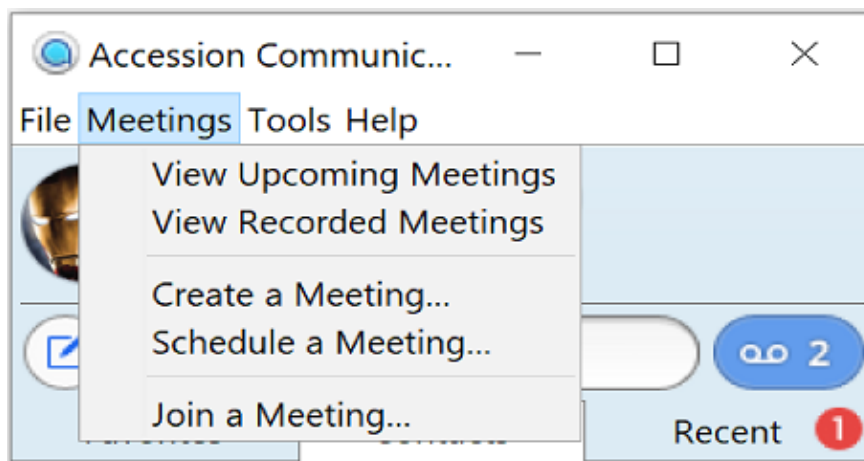 Accession Communic...
File Meetings Tools Help
View Upcoming Meetings
View Recorded Meetings
Create a Meeting...
Schedule a Meeting...
2
Join a Meeting...
Recent 1